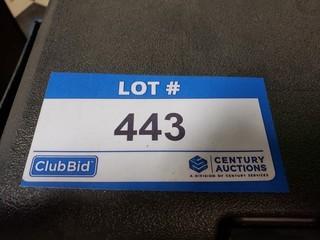 LOT #
443
ClubBid
CENTURY
AUCTIONS
A DIVISION OF CENTURY SERVICES